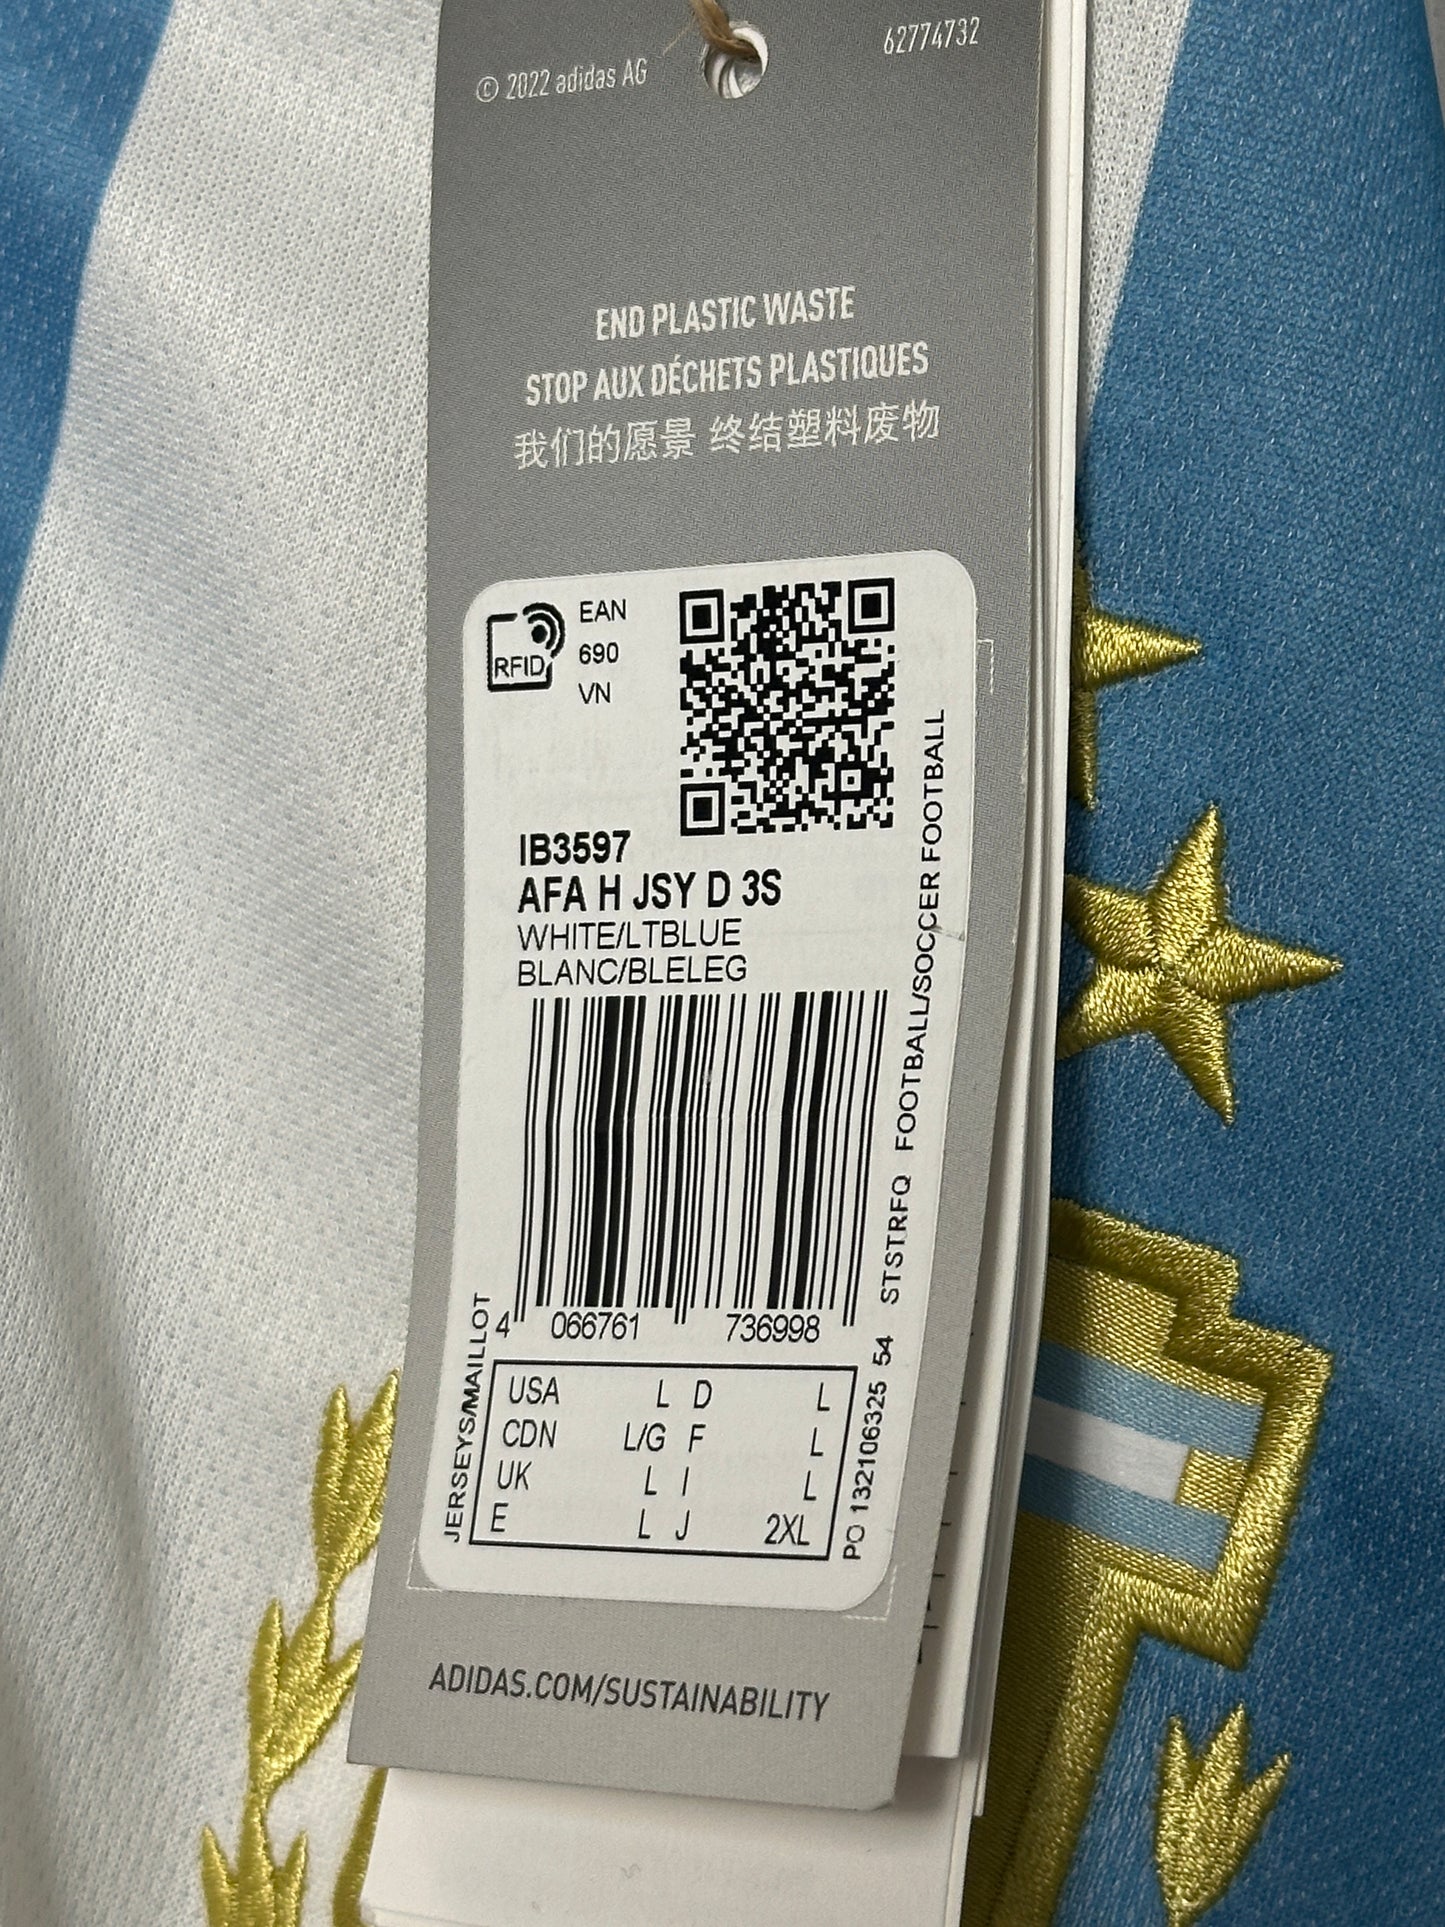 © 2022 adidas AG
62774732
END PLASTIC WASTE
STOP AUX DÉCHETS PLASTIQUES
我们的愿景 终结塑料废物
RFID
EAN
690
VN
IB3597
AFA H JSY D 3S
WHITE/LTBLUE
BLANC/BLELEG
4 066761 736998
JERSEYS/MAILLOT
USA L D L
CDN L/G F L
UK L I L
E L J 2XL
STSTRFQ FOOTBALL/SOCCER FOOTBALL
PO 132106325 54
ADIDAS.COM/SUSTAINABILITY